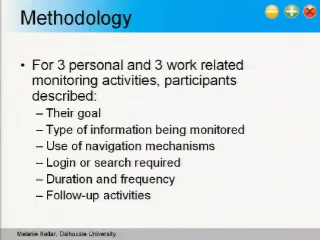 Methodology
• For 3 personal and 3 work related
monitoring activities, participants
described:
– Their goal
– Type of information being monitored
– Use of navigation mechanisms
– Login or search required
– Duration and frequency
– Follow-up activities
Melanie Kellar, Dalhousie University